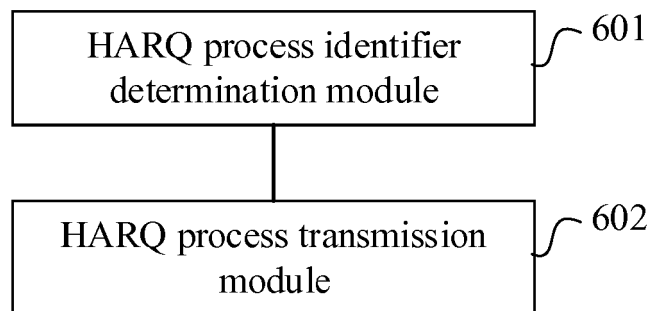 HARQ process identifier
determination module
601
HARQ process transmission
module
602